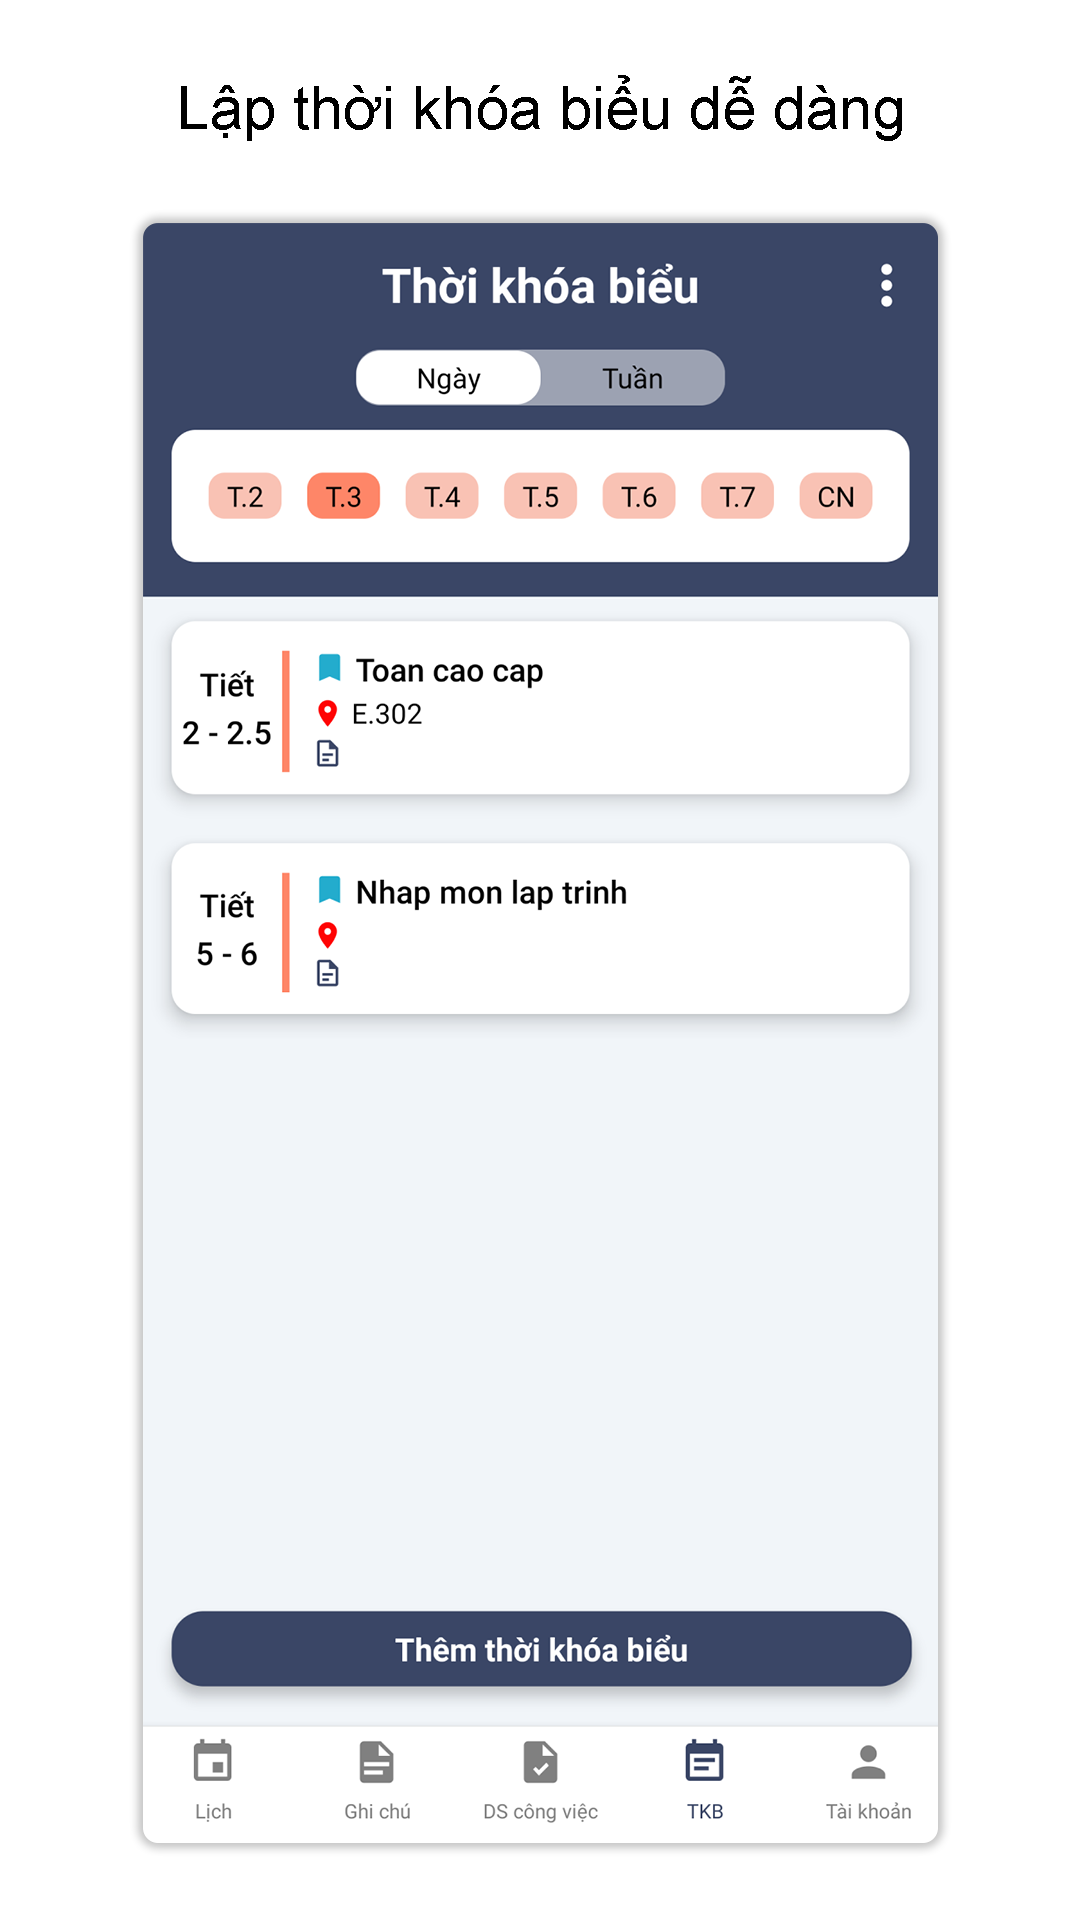 Lập thời khóa biểu dễ dàng
Thời khóa biểu
Ngày Tuần
T.2 T.3 T.4 T.5 T.6 T.7 CN
Tiết
2 - 2.5
Toan cao cap
E.302
Tiết
5 - 6
Nhap mon lap trinh
Thêm thời khóa biểu
Lịch Ghi chú DS công việc TKB Tài khoản